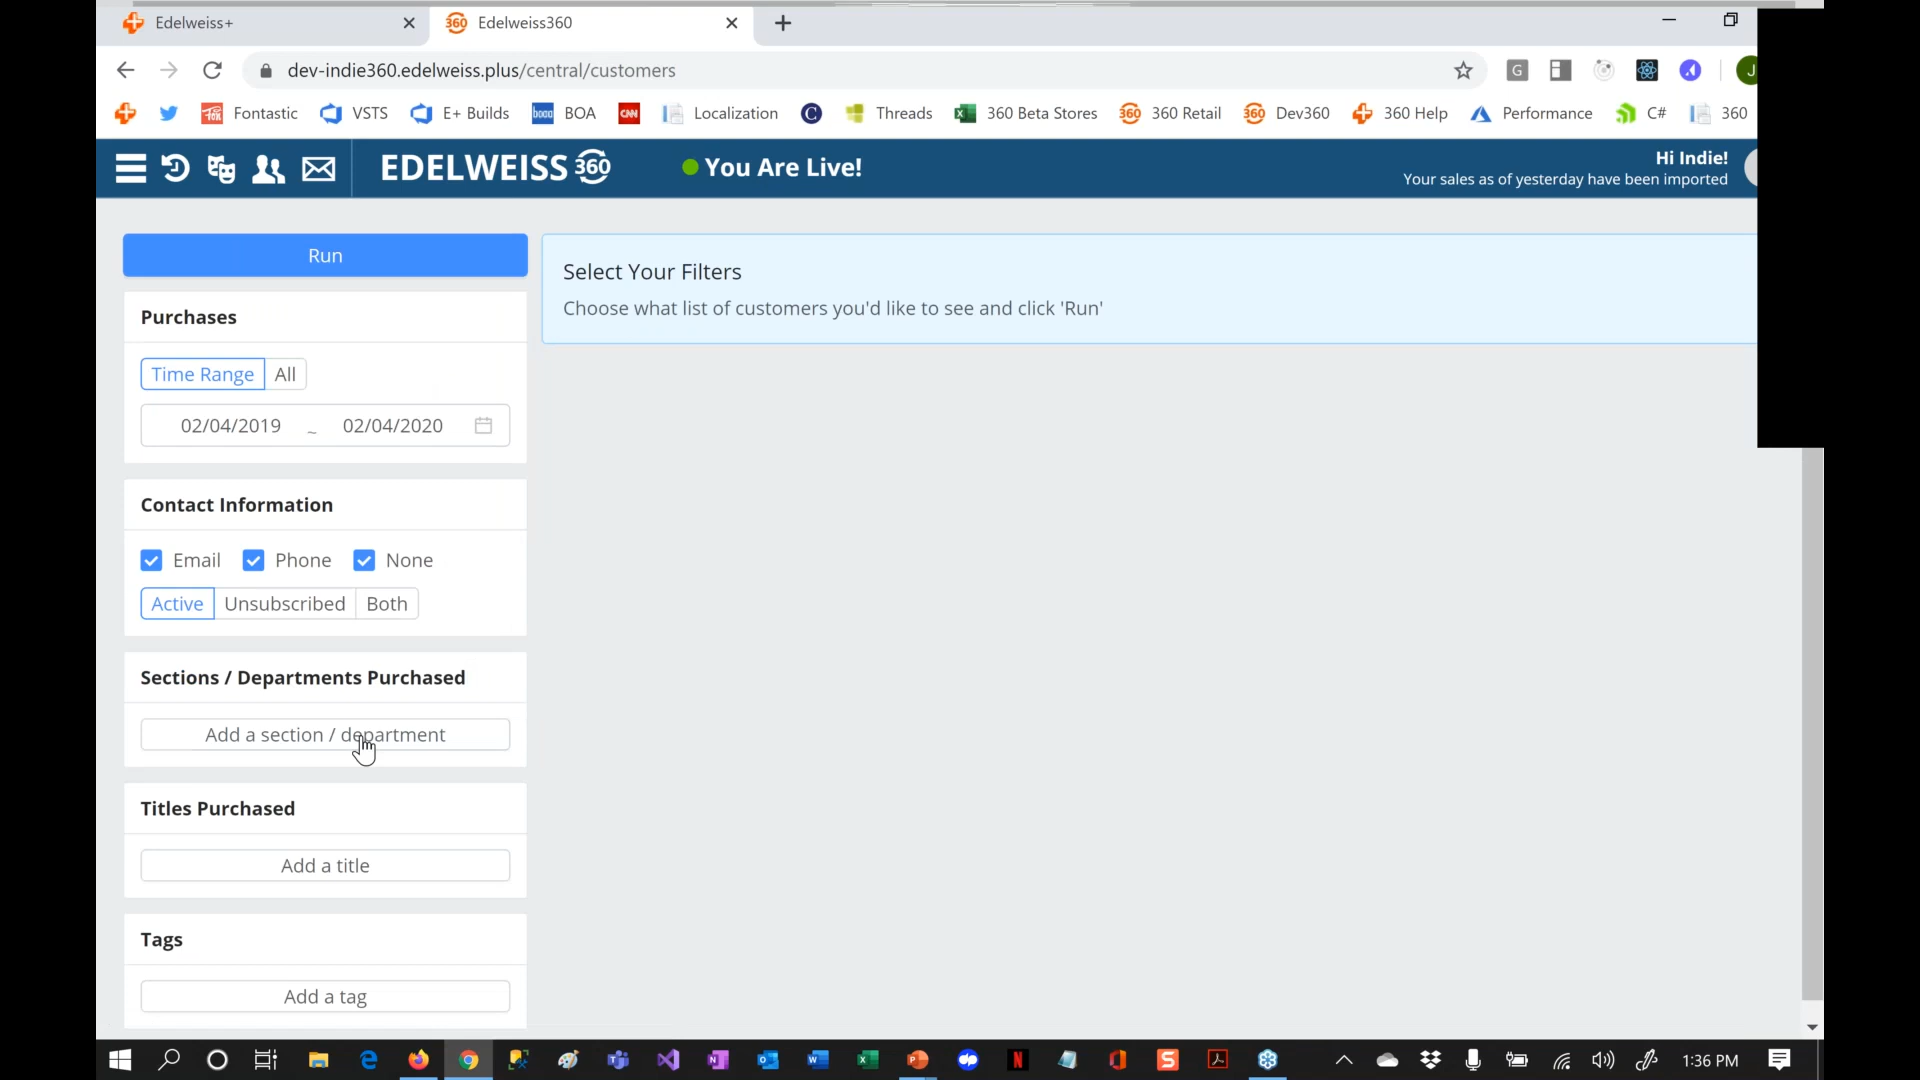 Edelweiss+
360 Edelweiss360
dev-indie360.edelweiss.plus/central/customers
G
J
Fontastic
VSTS
E+ Builds
BOA
CNN
Localization
C
Threads
360 Beta Stores
360 360 Retail
360 Dev360
360 Help
Performance
C#
360
EDELWEISS 360
You Are Live!
Hi Indie!
Your sales as of yesterday have been imported
Run
Select Your Filters
Choose what list of customers you'd like to see and click 'Run'
Purchases
Time Range All
02/04/2019 ~ 02/04/2020
Contact Information
Email Phone None
Active Unsubscribed Both
Sections / Departments Purchased
Add a section / department
Titles Purchased
Add a title
Tags
Add a tag
1:36 PM